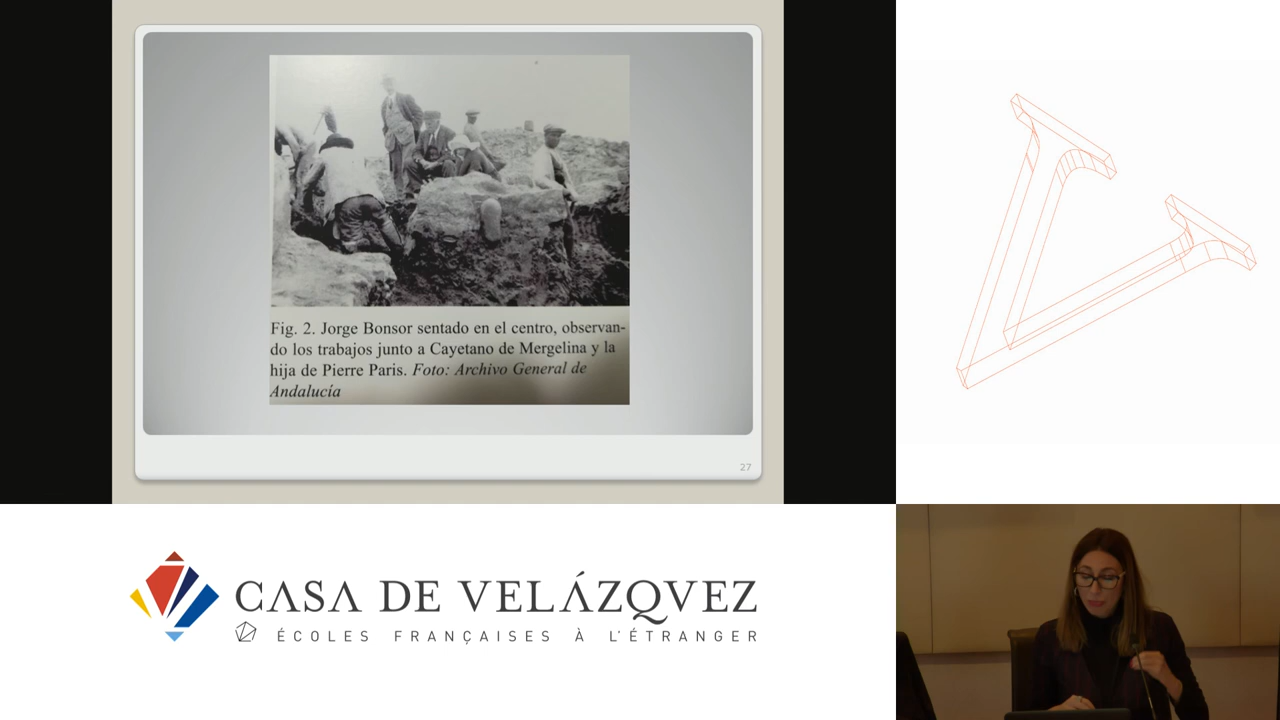 Fig. 2. Jorge Bonsor sentado en el centro, observan-
do los trabajos junto a Cayetano de Mergelina y la
hija de Pierre Paris. Foto: Archivo General de
Andalucía
27
CASA DE VELÁZQVEZ
ÉCOLES FRANÇAISES À L'ÉTRANGER